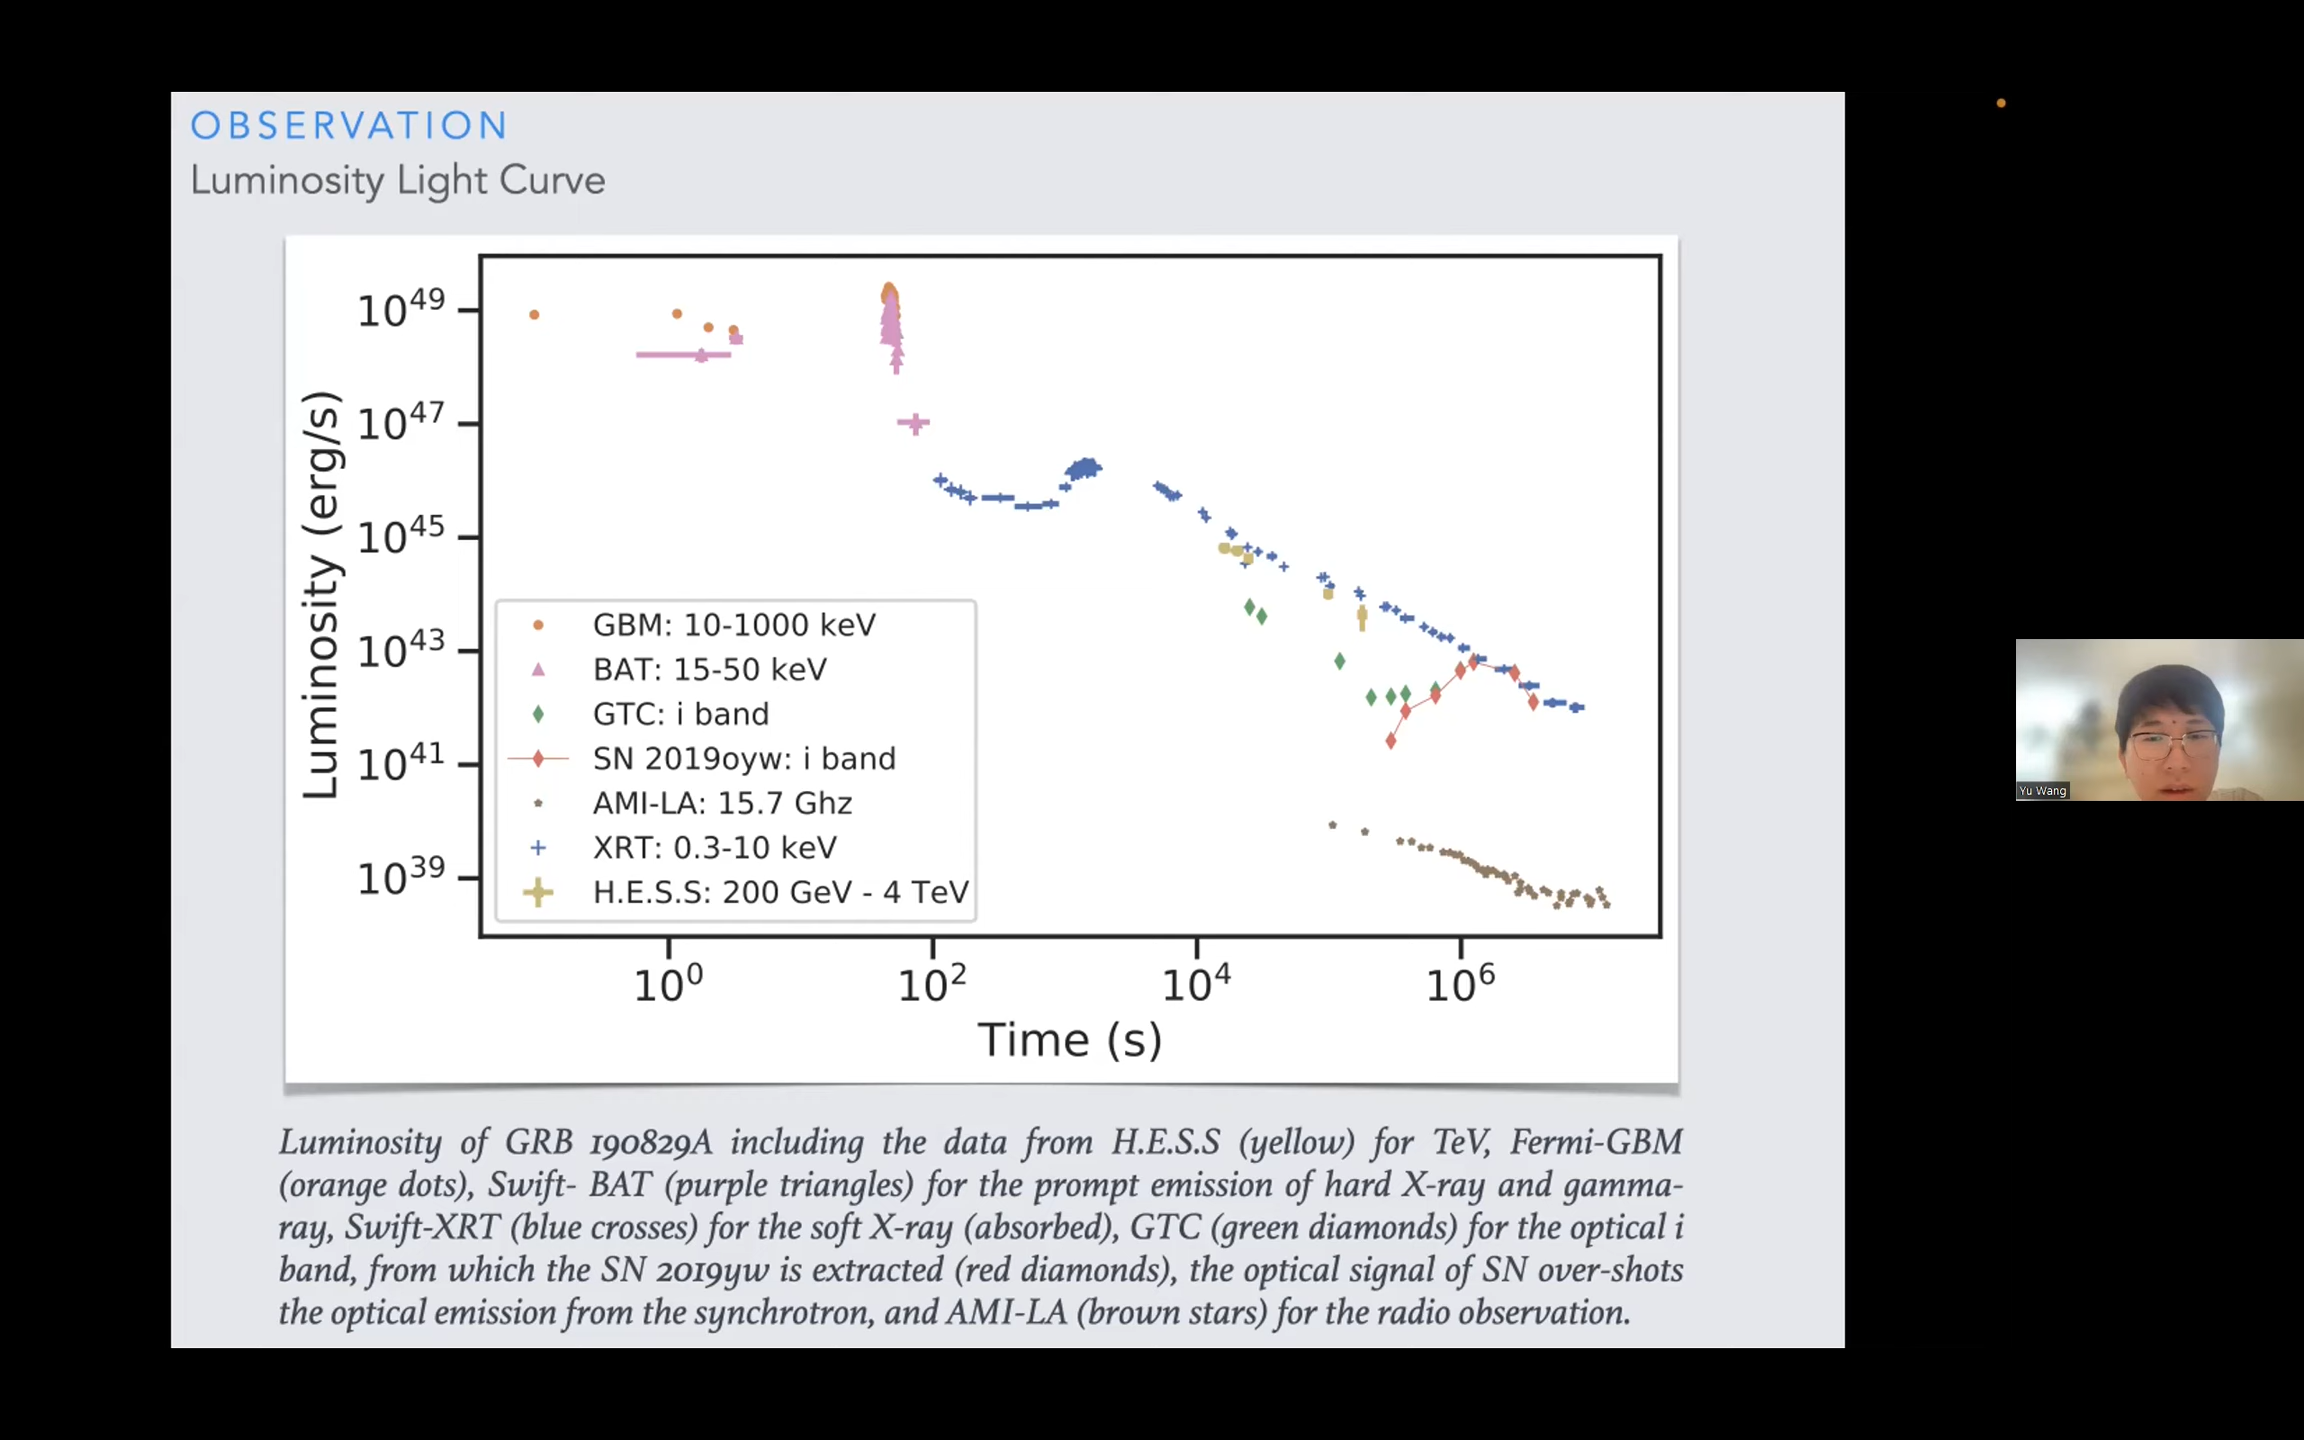 OBSERVATION
Luminosity Light Curve
Luminosity (erg/s)
10^49
10^47
10^45
10^43
10^41
10^39
GBM: 10-1000 keV
BAT: 15-50 keV
GTC: i band
SN 2019oyw: i band
AMI-LA: 15.7 Ghz
XRT: 0.3-10 keV
H.E.S.S: 200 GeV - 4 TeV
10^0 10^2 10^4 10^6
Time (s)
Luminosity of GRB 190829A including the data from H.E.S.S (yellow) for TeV, Fermi-GBM
(orange dots), Swift- BAT (purple triangles) for the prompt emission of hard X-ray and gamma-
ray, Swift-XRT (blue crosses) for the soft X-ray (absorbed), GTC (green diamonds) for the optical i
band, from which the SN 2019yw is extracted (red diamonds), the optical signal of SN over-shots
the optical emission from the synchrotron, and AMI-LA (brown stars) for the radio observation.
Yu Wang